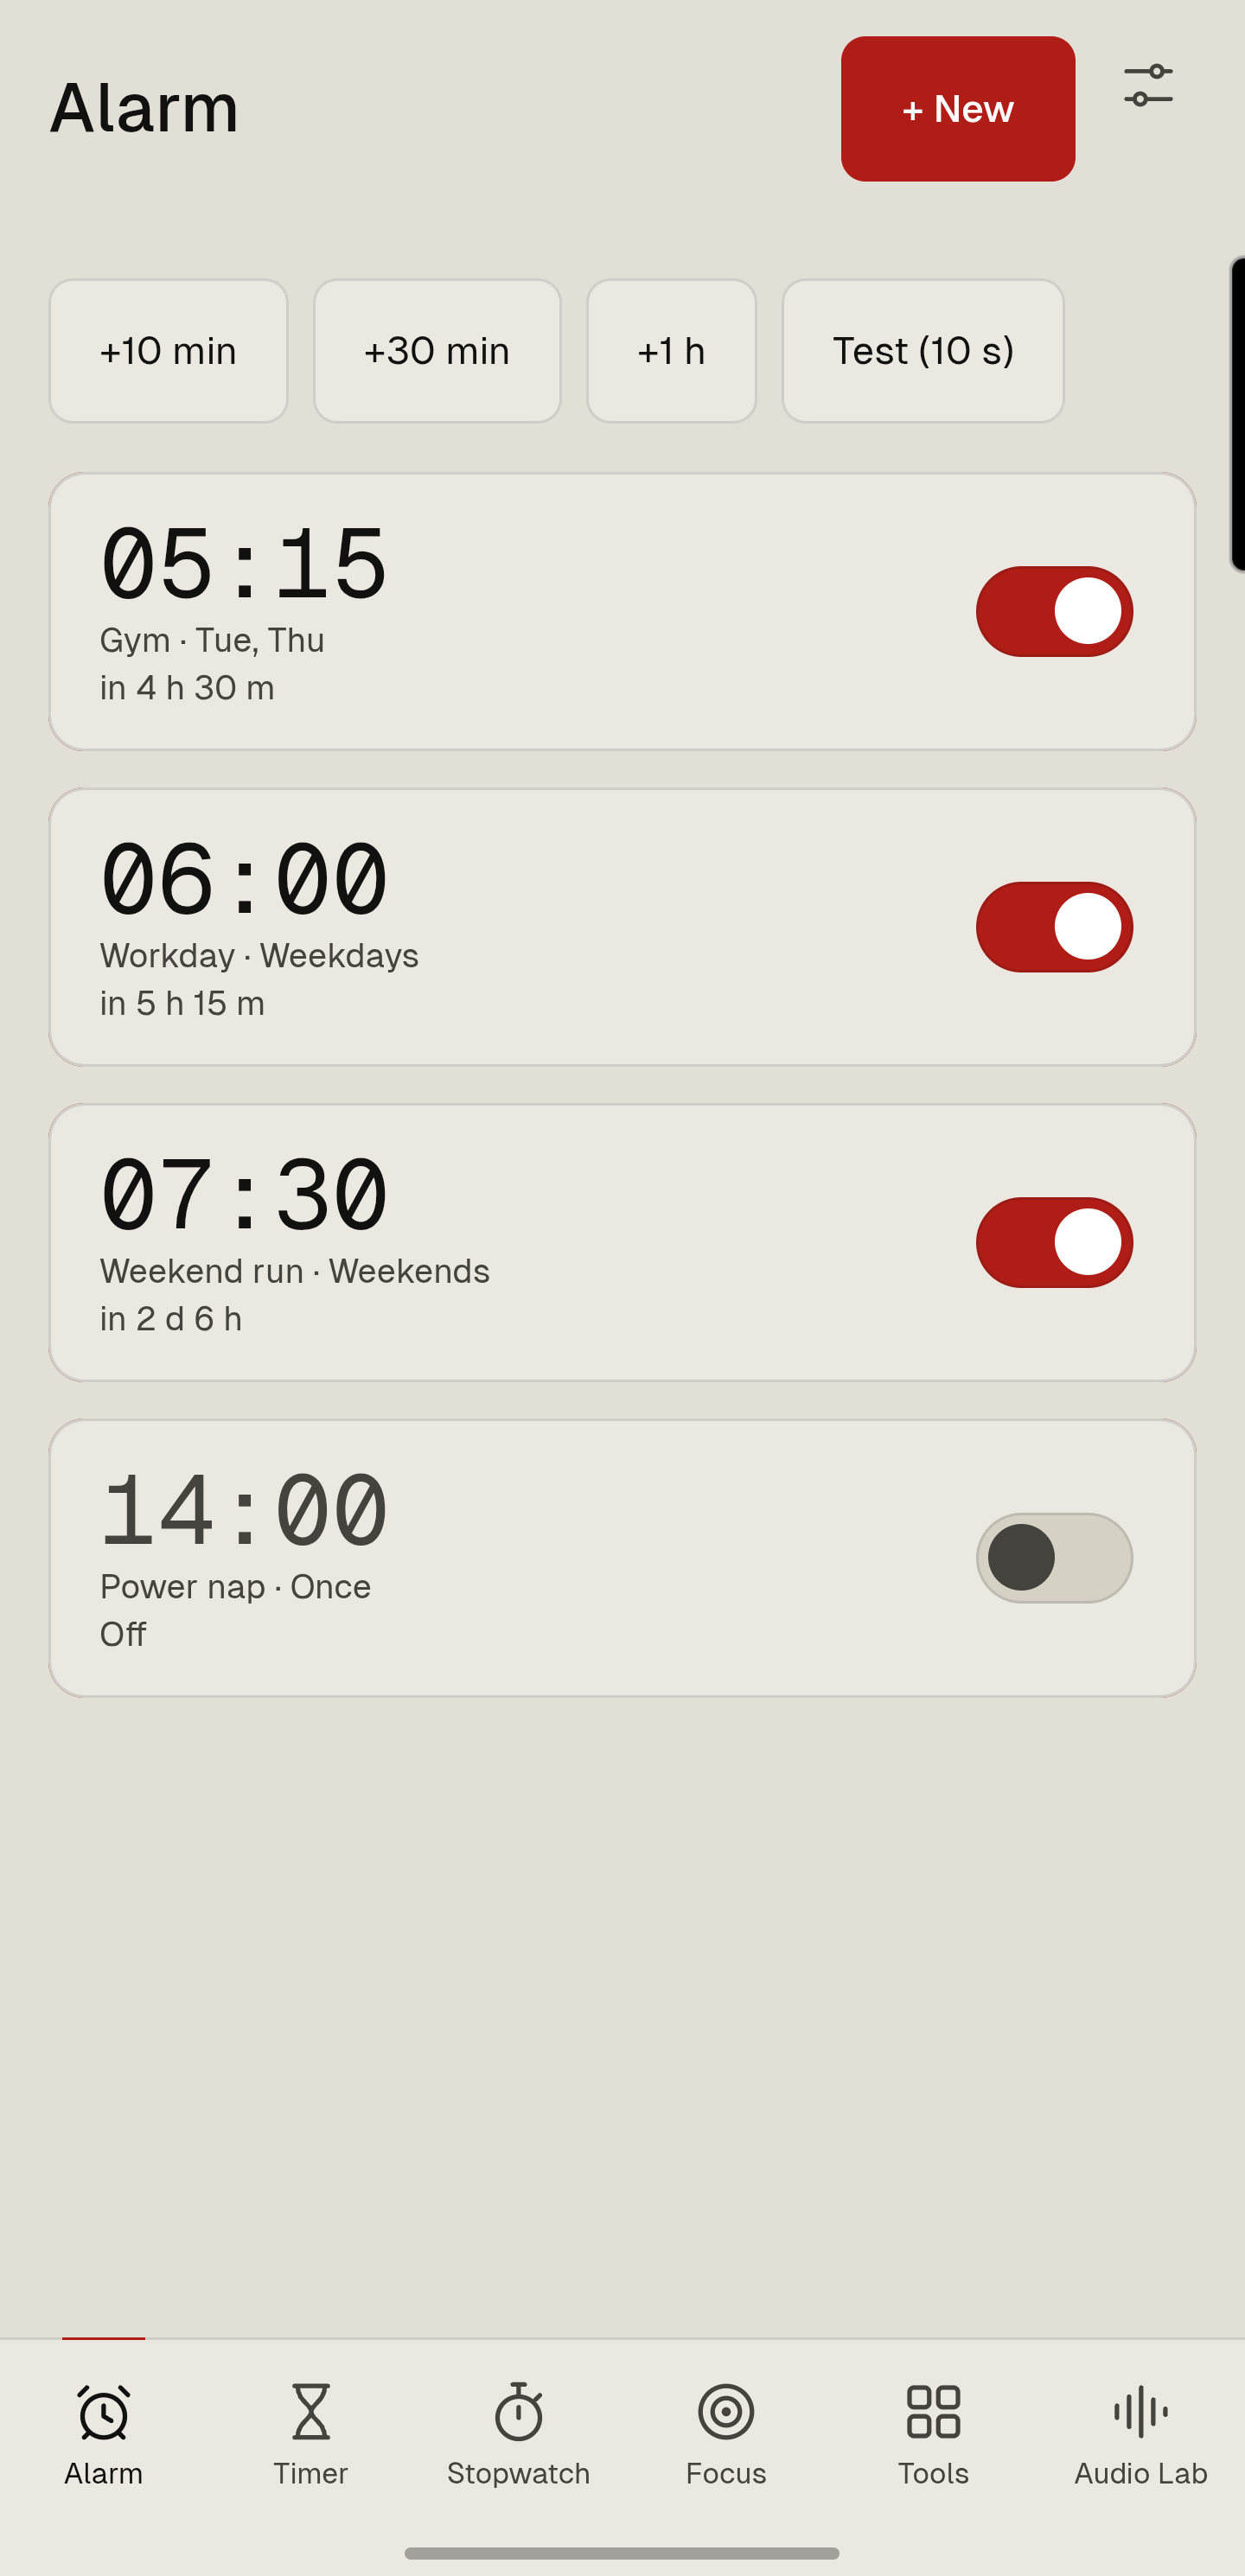 Alarm
+ New
+10 min
+30 min
+1 h
Test (10 s)
05:15
Gym · Tue, Thu
in 4 h 30 m
06:00
Workday · Weekdays
in 5 h 15 m
07:30
Weekend run · Weekends
in 2 d 6 h
14:00
Power nap · Once
Off
Alarm
Timer
Stopwatch
Focus
Tools
Audio Lab